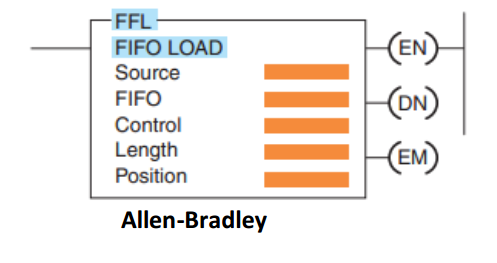 FFL
FIFO LOAD
Source
FIFO
Control
Length
Position
(EN)
(DN)
(EM)
Allen-Bradley